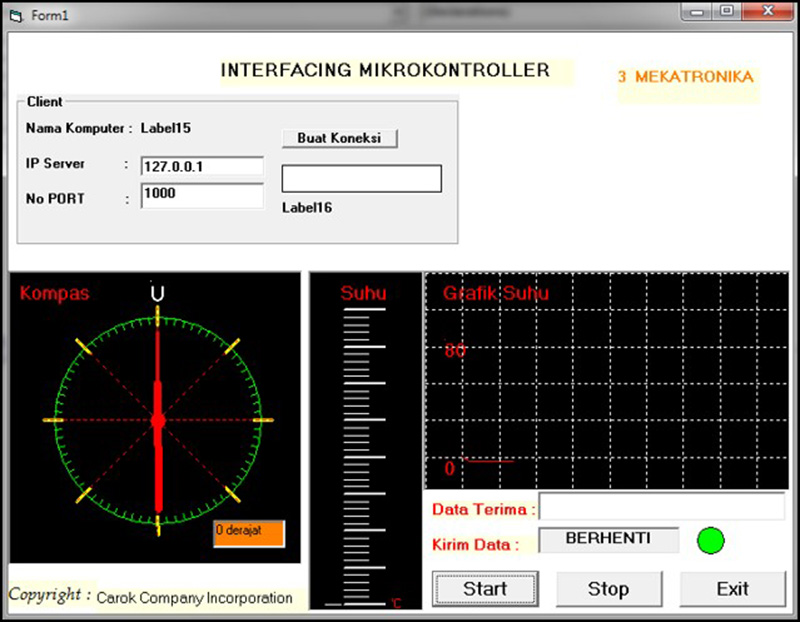 Form1
INTERFACING MIKROKONTROLLER
3 MEKATRONIKA
Client
Nama Komputer : Label15
Buat Koneksi
IP Server : 127.0.0.1
No PORT : 1000
Label16
Kompas
U
0 derajat
Suhu
°C
Grafik Suhu
80
0
Data Terima :
Kirim Data : BERHENTI
Start Stop Exit
Copyright : Carok Company Incorporation